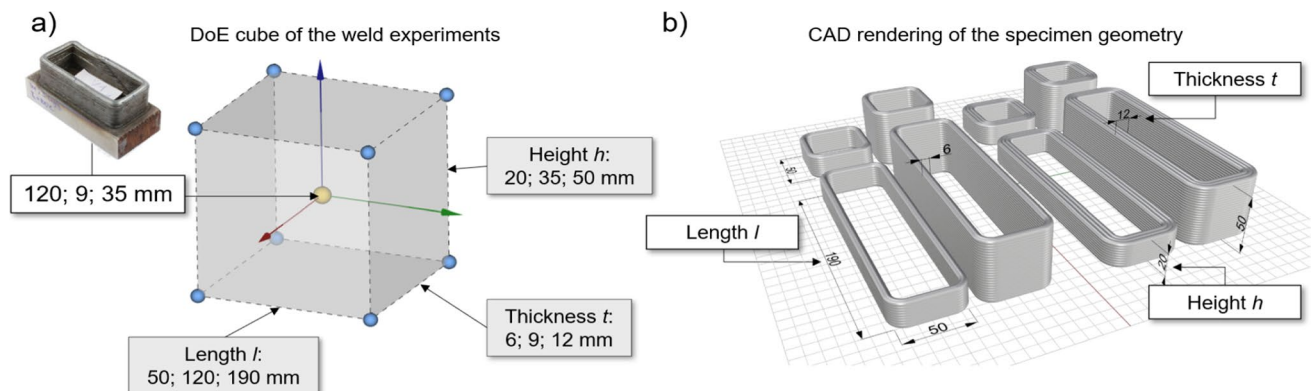 a)
DoE cube of the weld experiments
120; 9; 35 mm
Height h:
20; 35; 50 mm
Thickness t:
6; 9; 12 mm
Length l:
50; 120; 190 mm
b)
CAD rendering of the specimen geometry
Thickness t
12
6
50
Length l
190
50
50
20
Height h